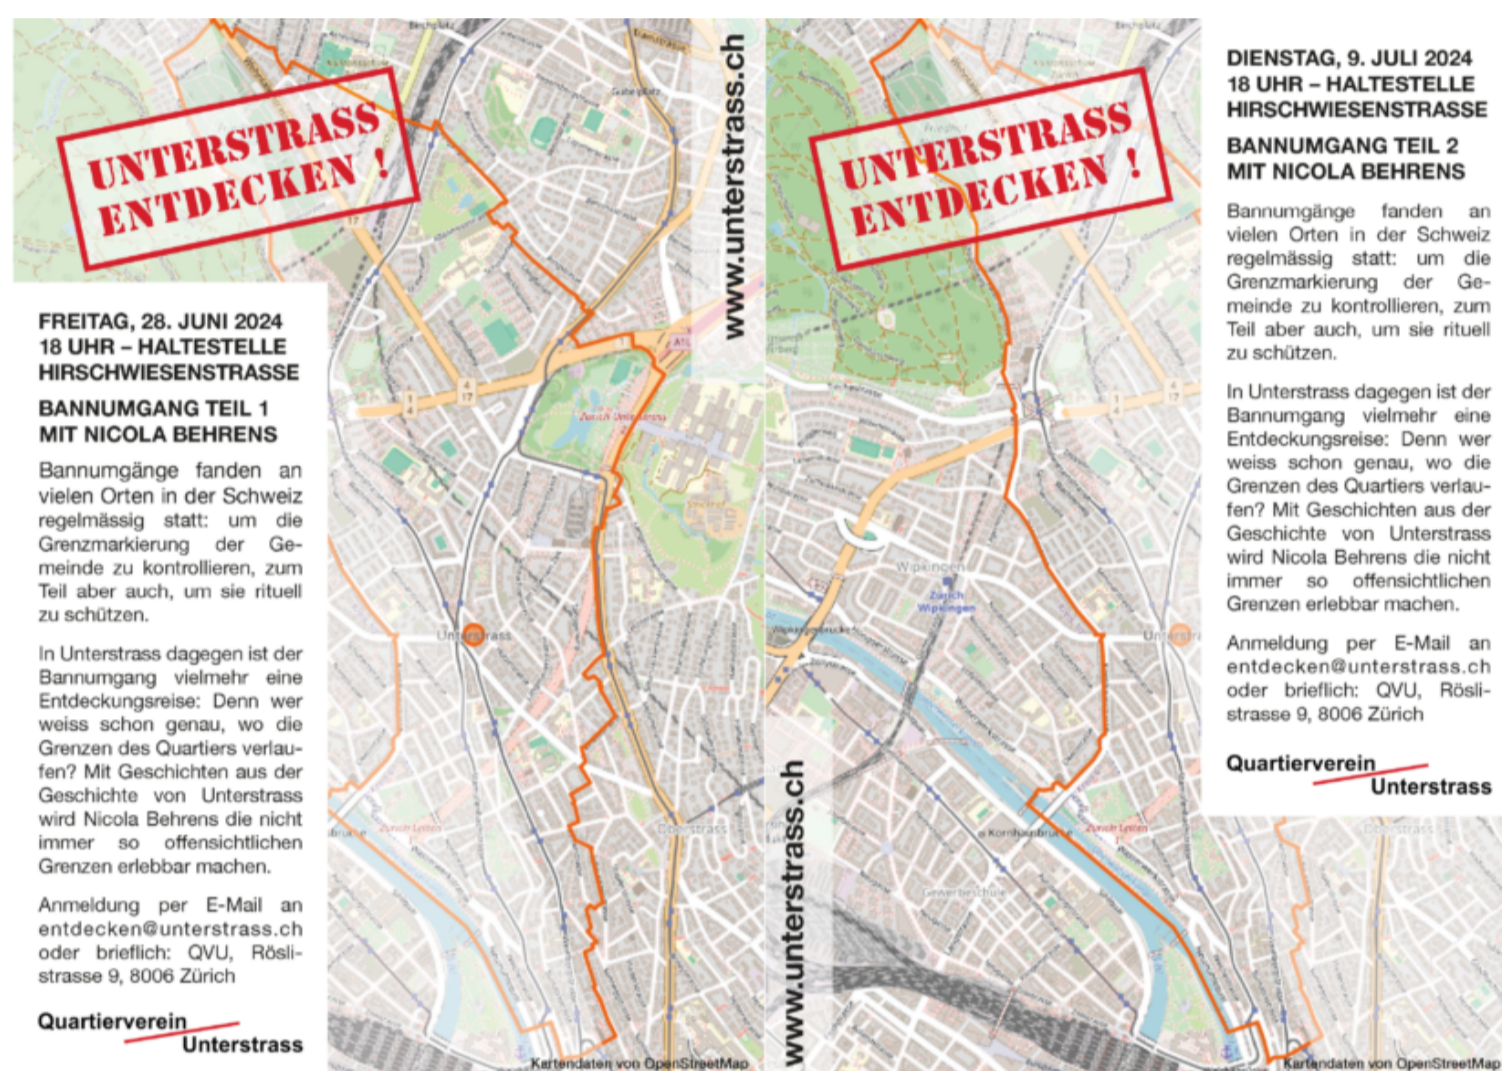 UNTERSTRASS
ENTDECKEN !
www.unterstrass.ch
FREITAG, 28. JUNI 2024
18 UHR – HALTESTELLE
HIRSCHWIESENSTRASSE
BANNUMGANG TEIL 1
MIT NICOLA BEHRENS
Bannumgänge fanden an
vielen Orten in der Schweiz
regelmässig statt: um die
Grenzmarkierung der Ge-
meinde zu kontrollieren, zum
Teil aber auch, um sie rituell
zu schützen.
In Unterstrass dagegen ist der
Bannumgang vielmehr eine
Entdeckungsreise: Denn wer
weiss schon genau, wo die
Grenzen des Quartiers verlau-
fen? Mit Geschichten aus der
Geschichte von Unterstrass
wird Nicola Behrens die nicht
immer so offensichtlichen
Grenzen erlebbar machen.
Anmeldung per E-Mail an
entdecken@unterstrass.ch
oder brieflich: QVU, Rösli-
strasse 9, 8006 Zürich
Quartierverein
Unterstrass
Unterstrass
Oberstrass
A1L
17
1
4
4
17
Kartendaten von OpenStreetMap
UNTERSTRASS
ENTDECKEN !
www.unterstrass.ch
Wipkingen
Zürich
Wipkingen
Kornhausbrücke
Zürich Letten
Gewerbeschule
Oberstrass
Kartendaten von OpenStreetMap
DIENSTAG, 9. JULI 2024
18 UHR – HALTESTELLE
HIRSCHWIESENSTRASSE
BANNUMGANG TEIL 2
MIT NICOLA BEHRENS
Bannumgänge fanden an
vielen Orten in der Schweiz
regelmässig statt: um die
Grenzmarkierung der Ge-
meinde zu kontrollieren, zum
Teil aber auch, um sie rituell
zu schützen.
In Unterstrass dagegen ist der
Bannumgang vielmehr eine
Entdeckungsreise: Denn wer
weiss schon genau, wo die
Grenzen des Quartiers verlau-
fen? Mit Geschichten aus der
Geschichte von Unterstrass
wird Nicola Behrens die nicht
immer so offensichtlichen
Grenzen erlebbar machen.
Anmeldung per E-Mail an
entdecken@unterstrass.ch
oder brieflich: QVU, Rösli-
strasse 9, 8006 Zürich
Quartierverein
Unterstrass